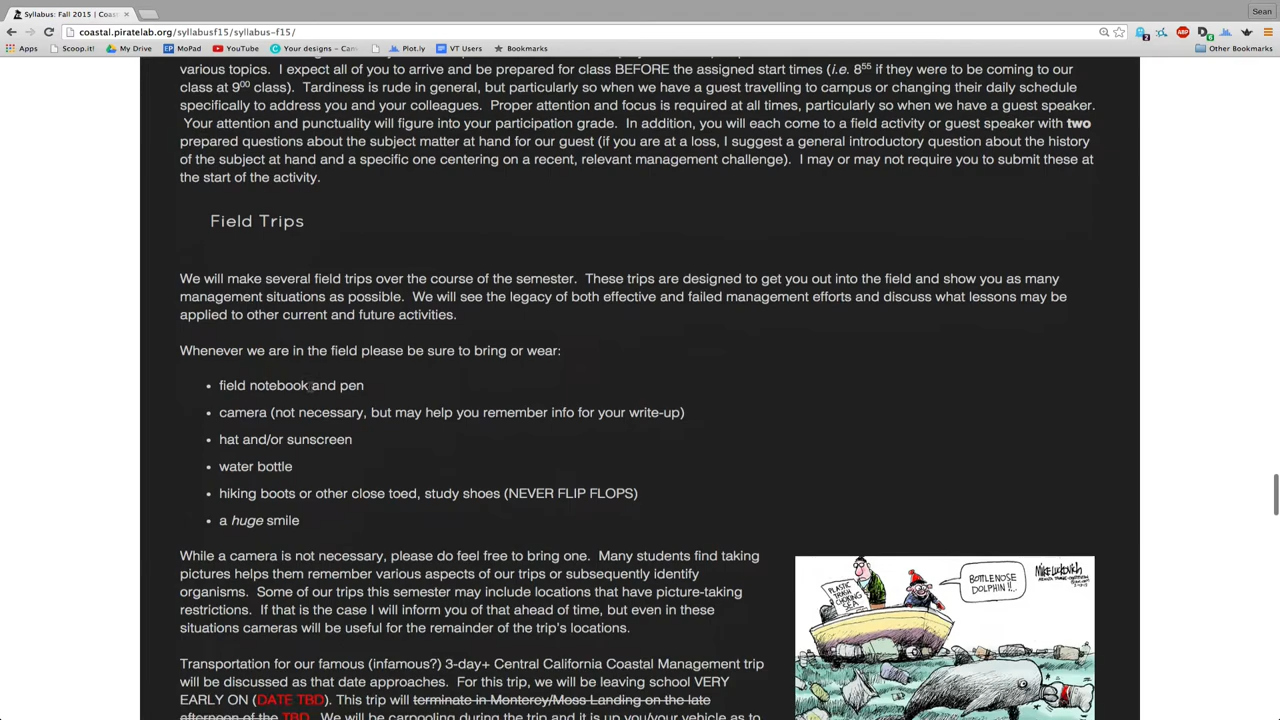 Syllabus: Fall 2015 | Coas
Sean
coastal.piratelab.org/syllabusf15/syllabus-f15/
Apps Scoop.it! My Drive MoPad YouTube Your designs – Can Plot.ly VT Users Bookmarks Other Bookmarks
various topics. I expect all of you to arrive and be prepared for class BEFORE the assigned start times (i.e. 8⁵⁵ if they were to be coming to our
class at 9⁰⁰ class). Tardiness is rude in general, but particularly so when we have a guest travelling to campus or changing their daily schedule
specifically to address you and your colleagues. Proper attention and focus is required at all times, particularly so when we have a guest speaker.
Your attention and punctuality will figure into your participation grade. In addition, you will each come to a field activity or guest speaker with two
prepared questions about the subject matter at hand for our guest (if you are at a loss, I suggest a general introductory question about the history
of the subject at hand and a specific one centering on a recent, relevant management challenge). I may or may not require you to submit these at
the start of the activity.
Field Trips
We will make several field trips over the course of the semester. These trips are designed to get you out into the field and show you as many
management situations as possible. We will see the legacy of both effective and failed management efforts and discuss what lessons may be
applied to other current and future activities.
Whenever we are in the field please be sure to bring or wear:
• field notebook and pen
• camera (not necessary, but may help you remember info for your write-up)
• hat and/or sunscreen
• water bottle
• hiking boots or other close toed, study shoes (NEVER FLIP FLOPS)
• a huge smile
While a camera is not necessary, please do feel free to bring one. Many students find taking
pictures helps them remember various aspects of our trips or subsequently identify
organisms. Some of our trips this semester may include locations that have picture-taking
restrictions. If that is the case I will inform you of that ahead of time, but even in these
situations cameras will be useful for the remainder of the trip's locations.
Transportation for our famous (infamous?) 3-day+ Central California Coastal Management trip
will be discussed as that date approaches. For this trip, we will be leaving school VERY
EARLY ON (DATE TBD). This trip will terminate in Monterey/Moss Landing on the late
afternoon of the TBD. We will be carpooling during the trip and it is up you/your vehicle as to
PLASTIC
BOTTLENOSE
DOLPHIN!!..